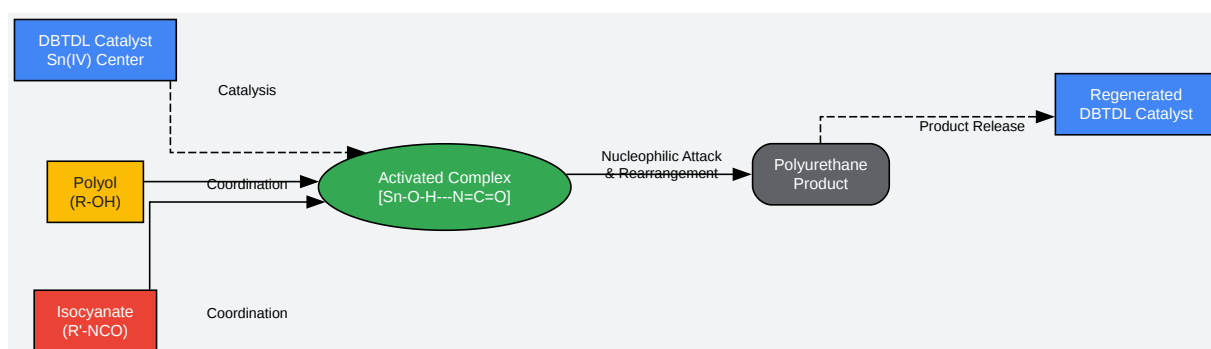 DBTDL Catalyst
Sn(IV) Center
Catalysis
Regenerated
DBTDL Catalyst
Product Release
Polyol
(R-OH)
Coordination
Activated Complex
[Sn-O-H---N=C=O]
Nucleophilic Attack
& Rearrangement
Polyurethane
Product
Isocyanate
(R'-NCO)
Coordination